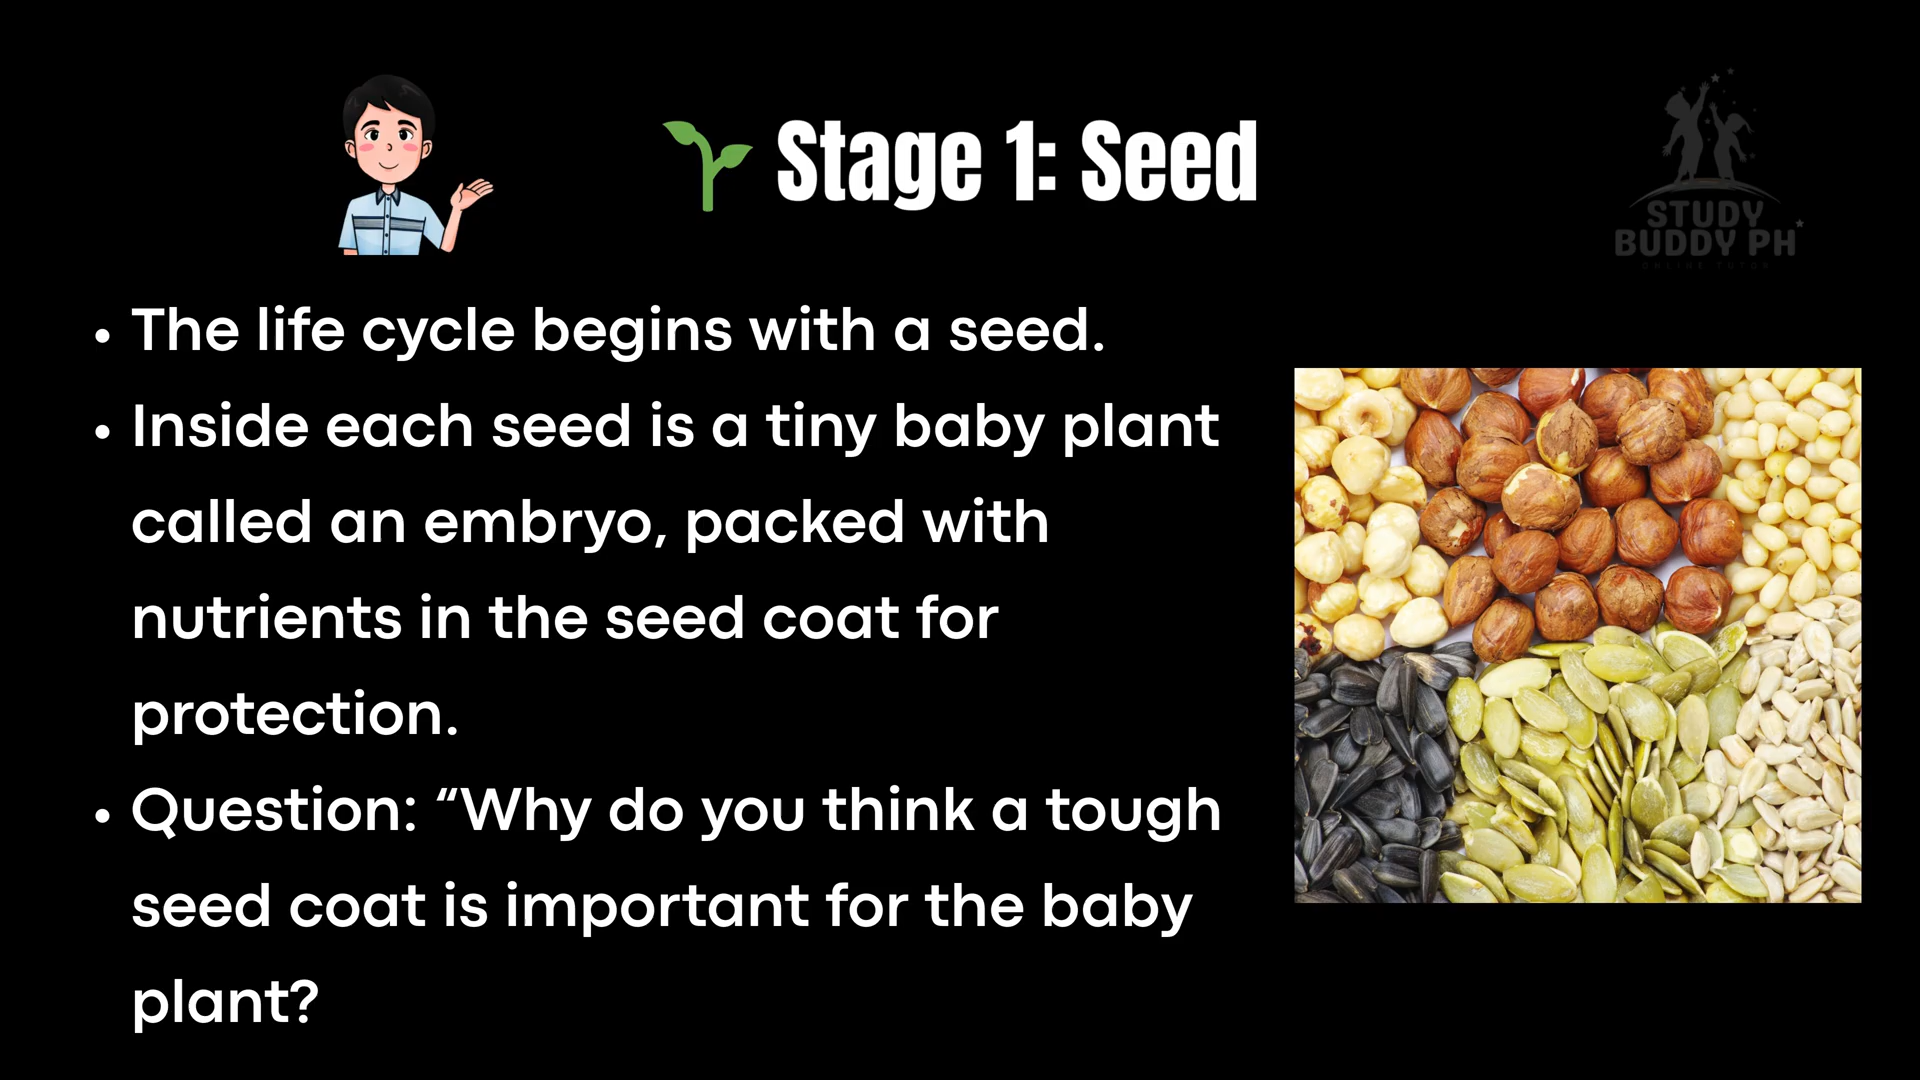 Stage 1: Seed
STUDY
BUDDY PH
ONLINE TUTOR
• The life cycle begins with a seed.
• Inside each seed is a tiny baby plant
called an embryo, packed with
nutrients in the seed coat for
protection.
• Question: “Why do you think a tough
seed coat is important for the baby
plant?